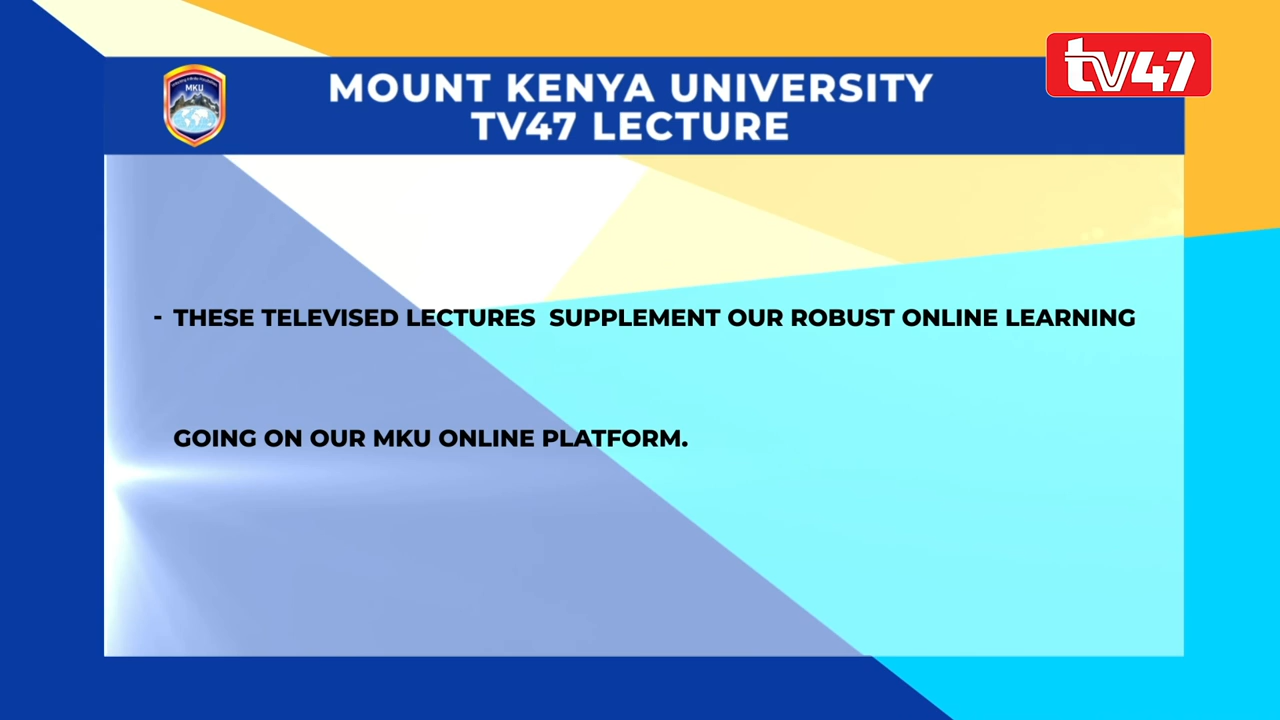 MOUNT KENYA UNIVERSITY
TV47 LECTURE
tv47
MKU
- THESE TELEVISED LECTURES SUPPLEMENT OUR ROBUST ONLINE LEARNING
GOING ON OUR MKU ONLINE PLATFORM.